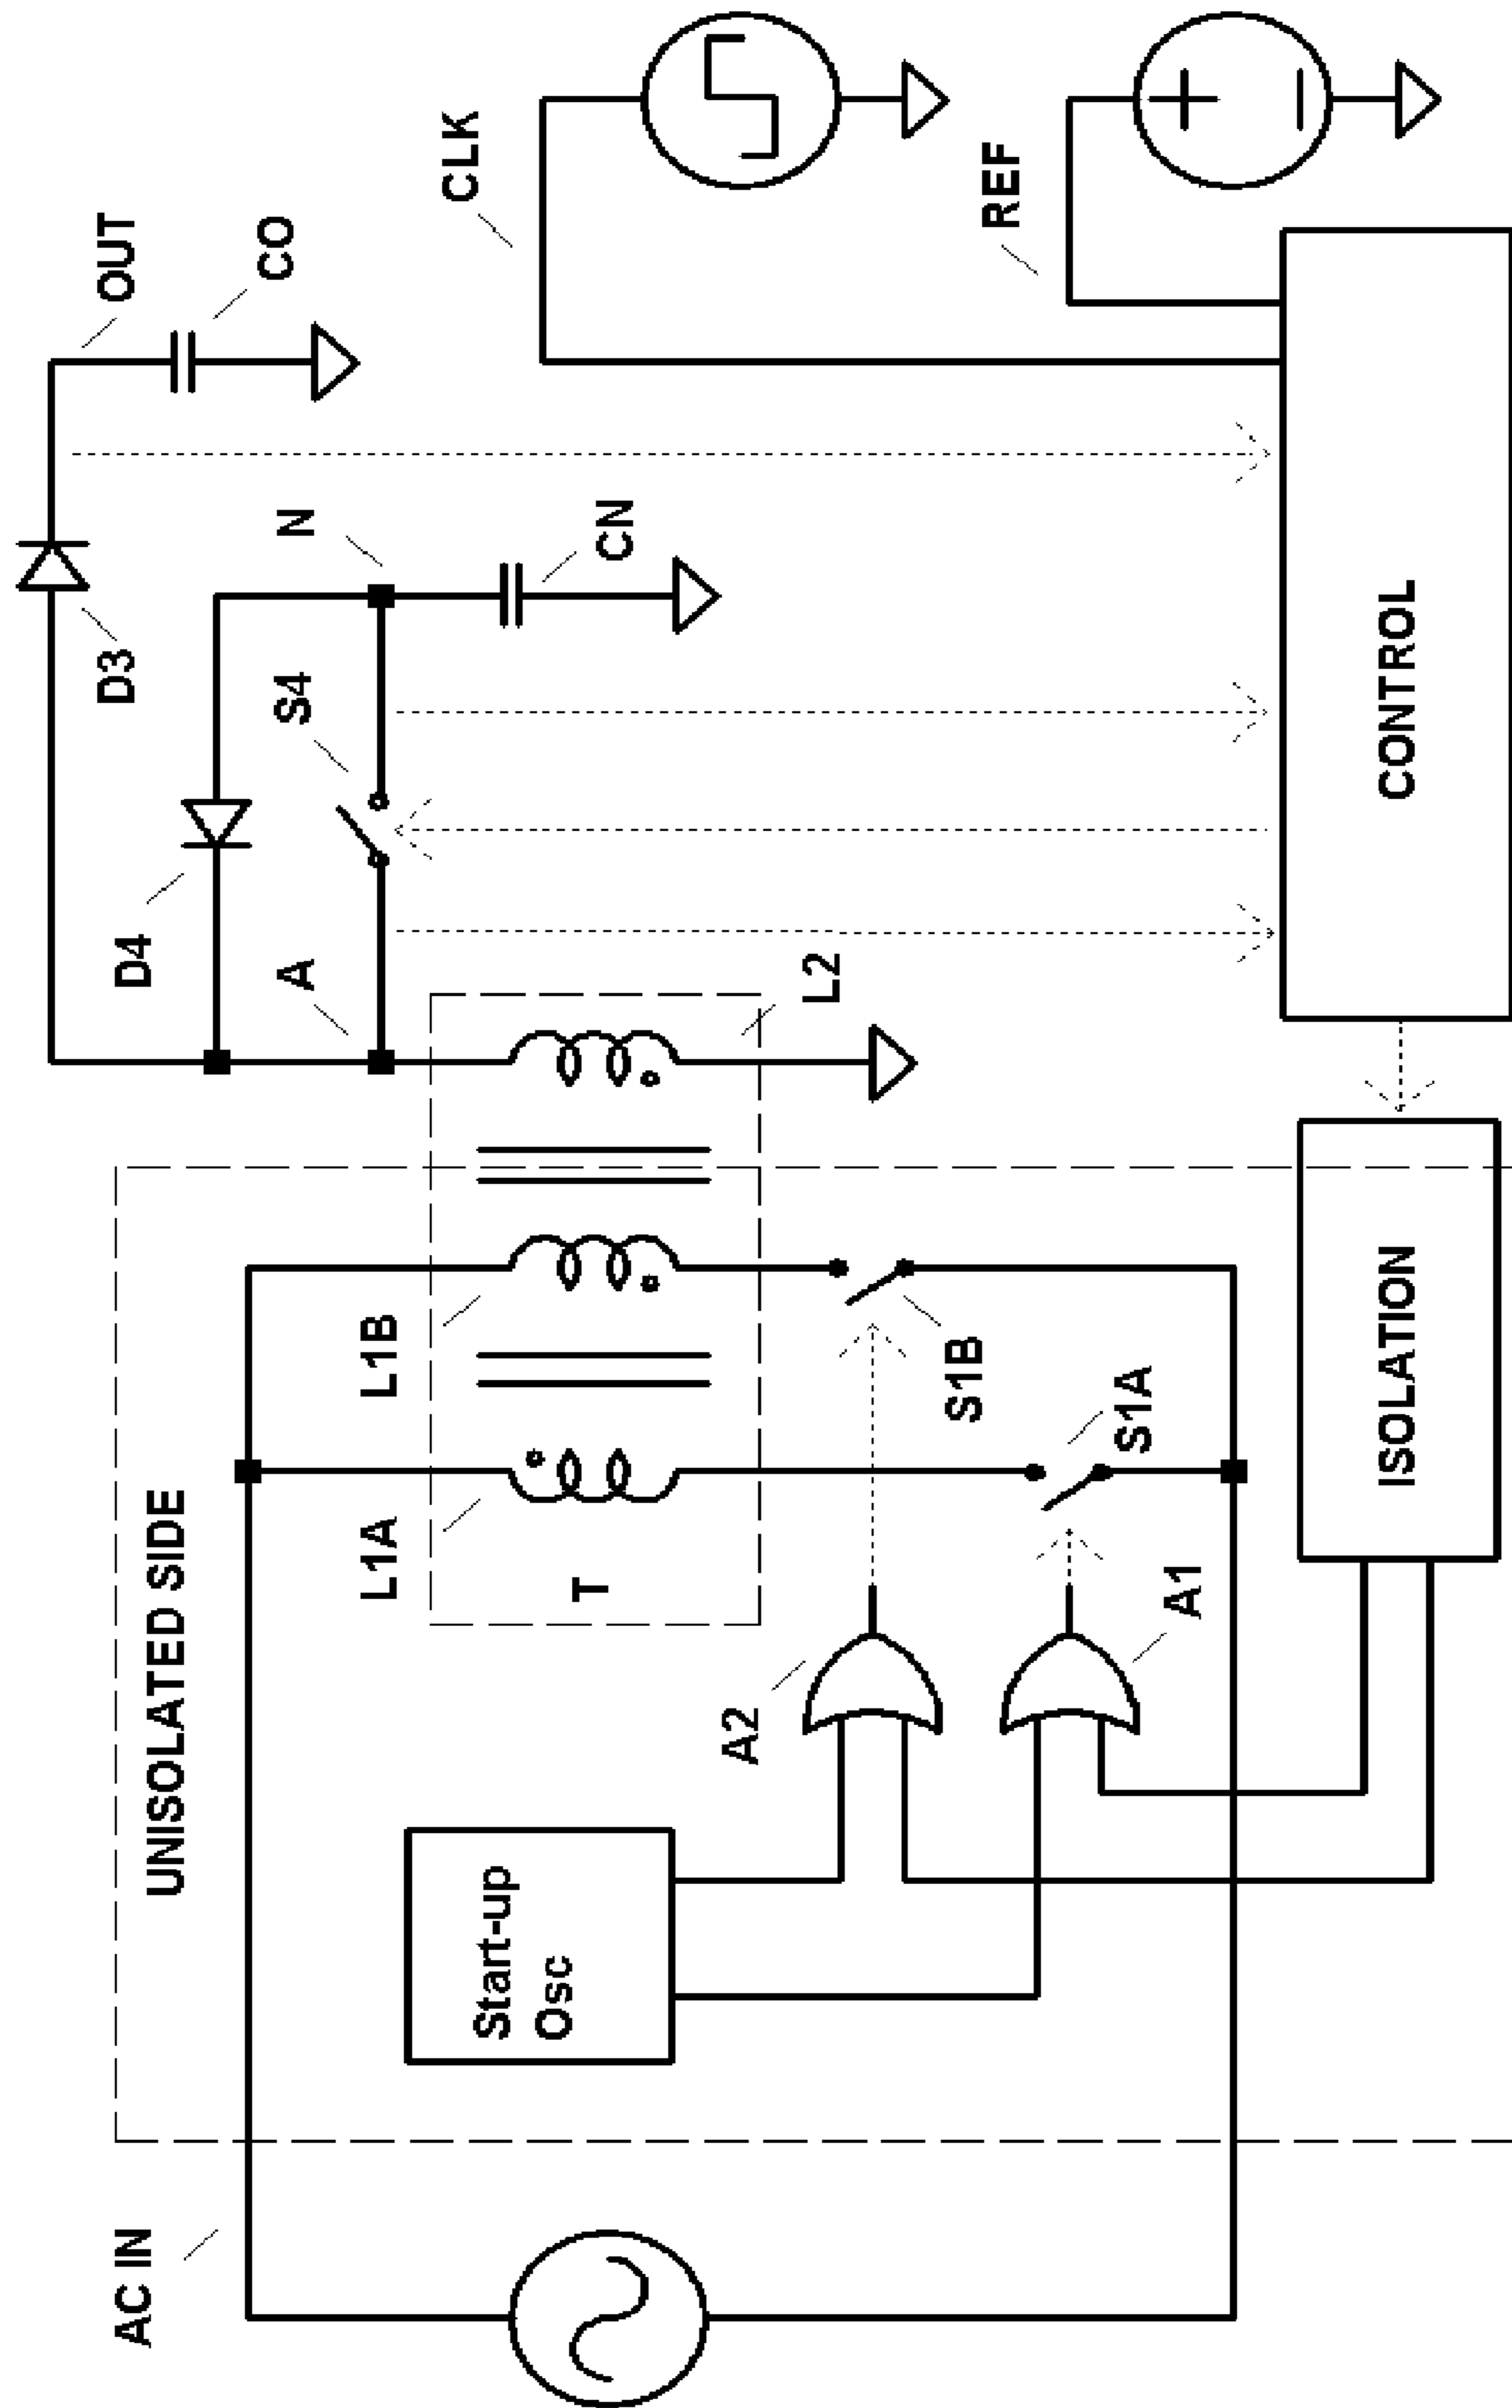 AC IN
UNISOLATED SIDE
Start-up
Osc
A2
A1
L1A
T
L1B
S1B
S1A
L2
A
D4
S4
N
CN
D3
OUT
CO
CLK
REF
CONTROL
ISOLATION